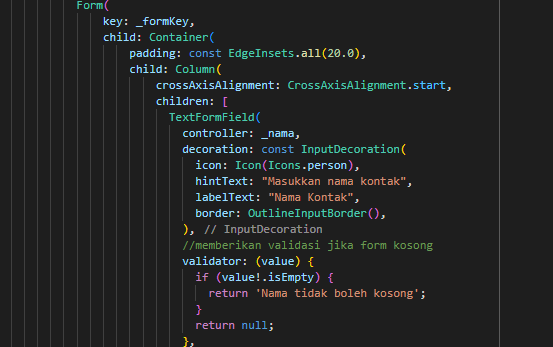 Form(
key: _formKey,
child: Container(
padding: const EdgeInsets.all(20.0),
child: Column(
crossAxisAlignment: CrossAxisAlignment.start,
children: [
TextFormField(
controller: _nama,
decoration: const InputDecoration(
icon: Icon(Icons.person),
hintText: "Masukkan nama kontak",
labelText: "Nama Kontak",
border: OutlineInputBorder(),
), // InputDecoration
//memberikan validasi jika form kosong
validator: (value) {
if (value!.isEmpty) {
return 'Nama tidak boleh kosong';
}
return null;
},